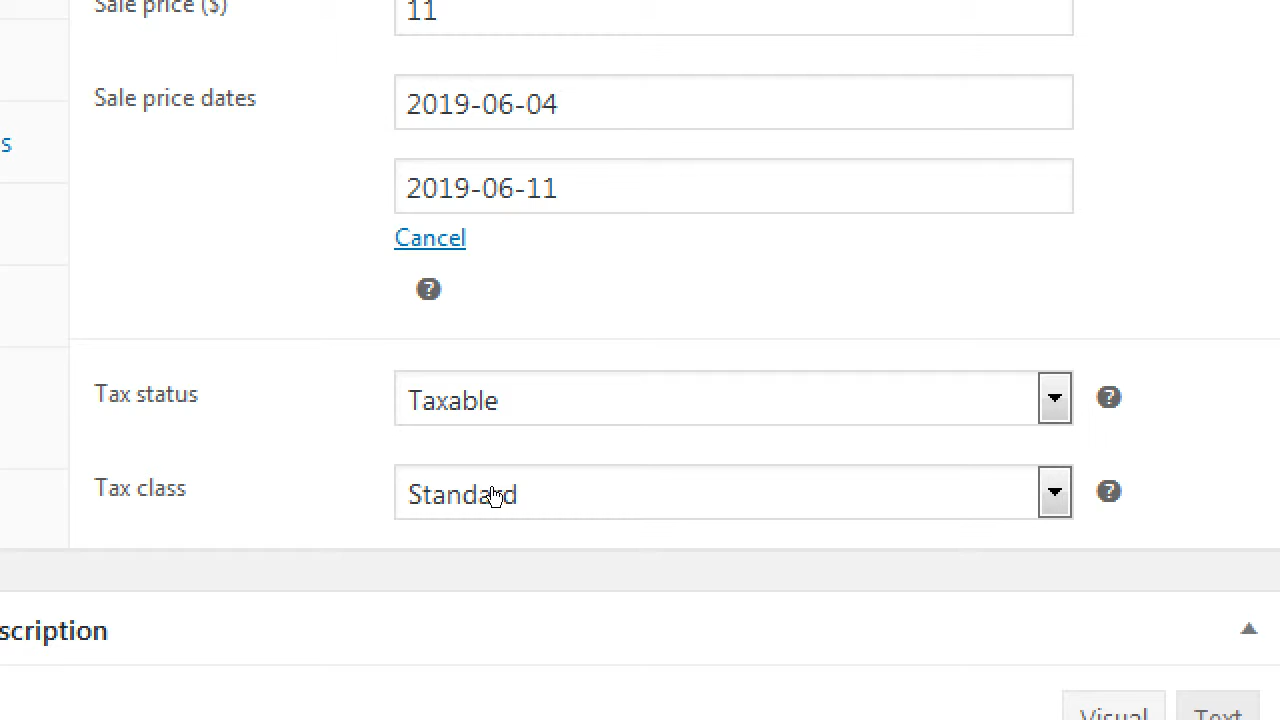 Sale price ($)
11
Sale price dates
2019-06-04
2019-06-11
s
Cancel
?
Tax status
Taxable
?
Tax class
Standard
?
scription
Visual
Text